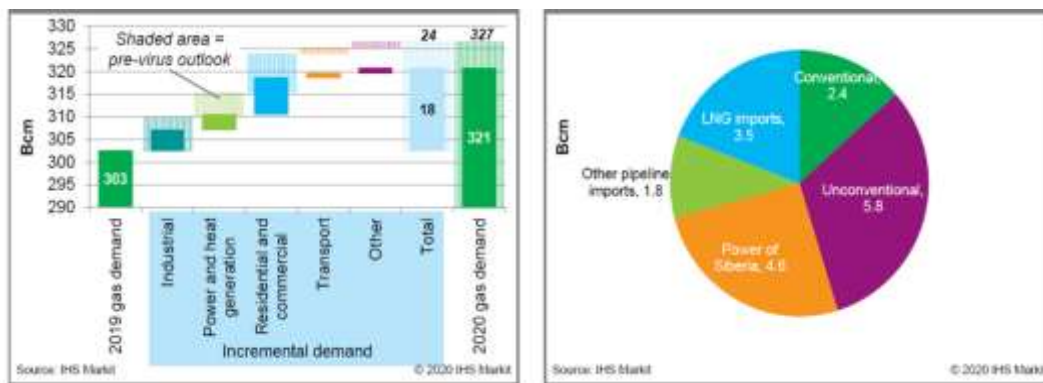 330
325
320
315
310
305
300
295
290
Bcm
Shaded area =
pre-virus outlook
24
327
18
303
321
2019 gas demand
Industrial
Power and heat
generation
Residential and
commercial
Transport
Other
Total
2020 gas demand
Incremental demand
Source: IHS Markit
© 2020 IHS Markit
Bcm
Conventional,
2.4
LNG imports,
3.5
Other pipeline
imports, 1.8
Unconventional,
5.8
Power of
Siberia, 4.6
Source: IHS Markit
© 2020 IHS Markit